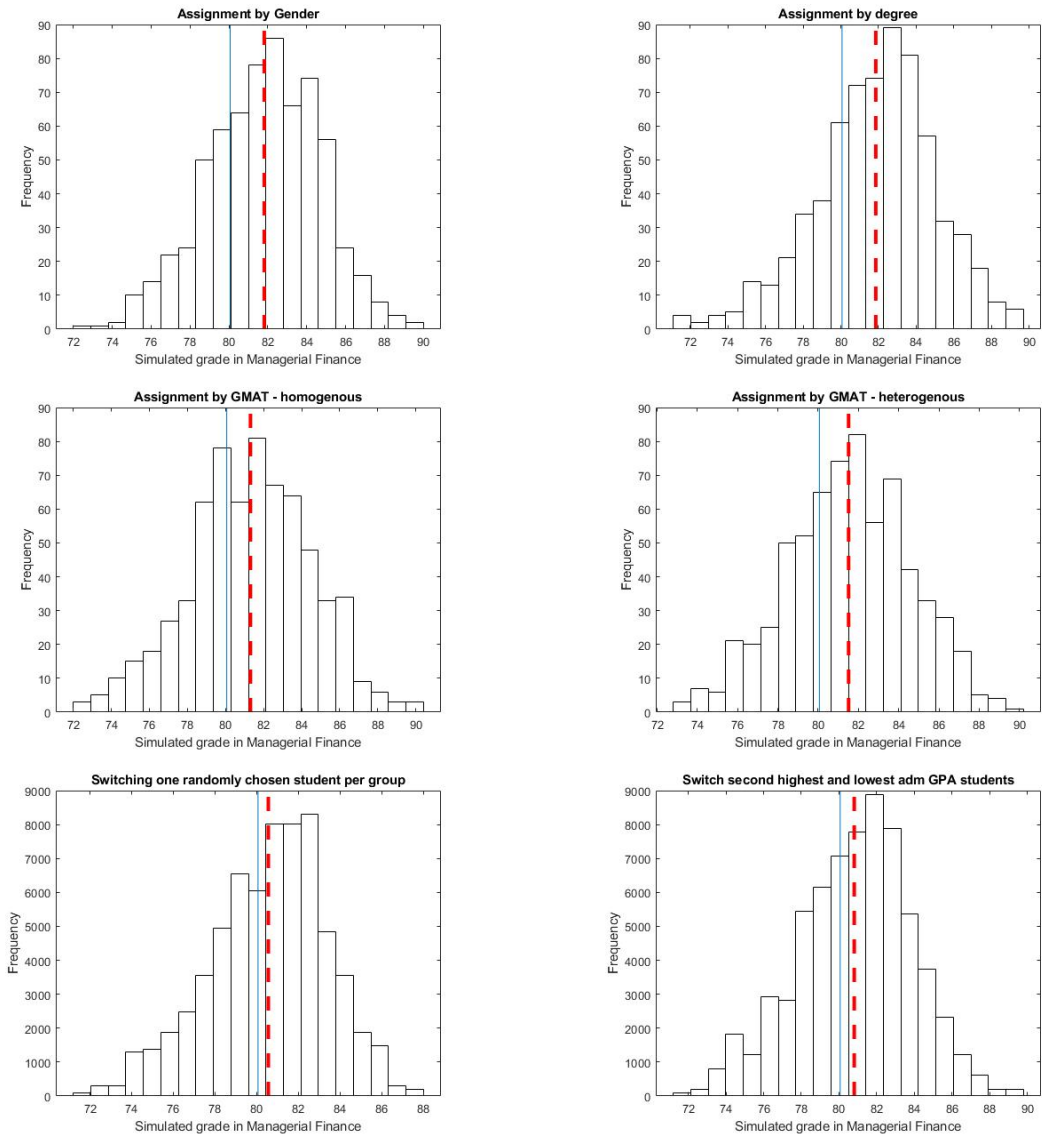 Assignment by Gender
90
80
70
60
50
40
30
20
10
0
Frequency
72 74 76 78 80 82 84 86 88 90
Simulated grade in Managerial Finance
Assignment by degree
90
80
70
60
50
40
30
20
10
0
Frequency
72 74 76 78 80 82 84 86 88
Simulated grade in Managerial Finance
Assignment by GMAT - homogenous
90
80
70
60
50
40
30
20
10
0
Frequency
72 74 76 78 80 82 84 86 88 90
Simulated grade in Managerial Finance
Assignment by GMAT - heterogenous
90
80
70
60
50
40
30
20
10
0
Frequency
72 74 76 78 80 82 84 86 88 90
Simulated grade in Managerial Finance
Switching one randomly chosen student per group
9000
8000
7000
6000
5000
4000
3000
2000
1000
0
Frequency
72 74 76 78 80 82 84 86 88
Simulated grade in Managerial Finance
Switch second highest and lowest adm GPA students
9000
8000
7000
6000
5000
4000
3000
2000
1000
0
Frequency
72 74 76 78 80 82 84 86 88 90
Simulated grade in Managerial Finance